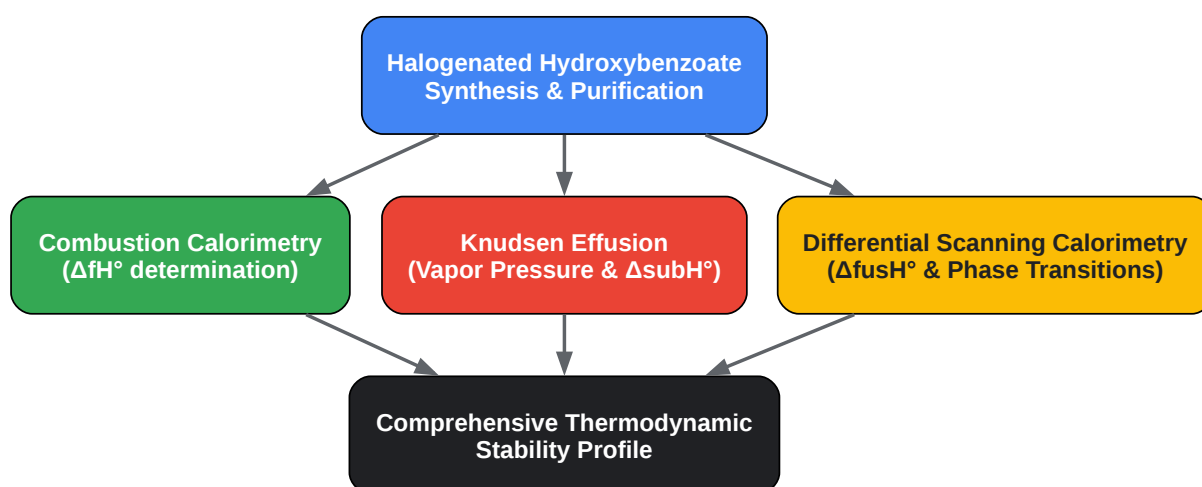 Halogenated Hydroxybenzoate
Synthesis & Purification
Combustion Calorimetry
(ΔfH° determination)
Knudsen Effusion
(Vapor Pressure & ΔsubH°)
Differential Scanning Calorimetry
(ΔfusH° & Phase Transitions)
Comprehensive Thermodynamic
Stability Profile